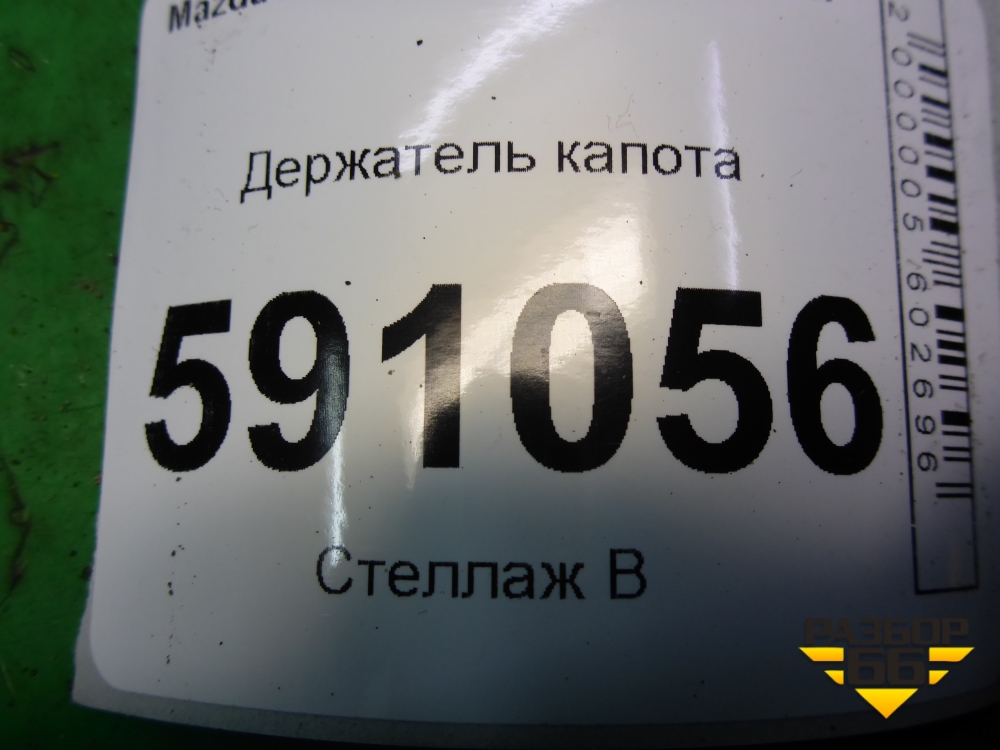 Mazda
Держатель капота
591056
Стеллаж В
2000005602696
РАЗБОР
66